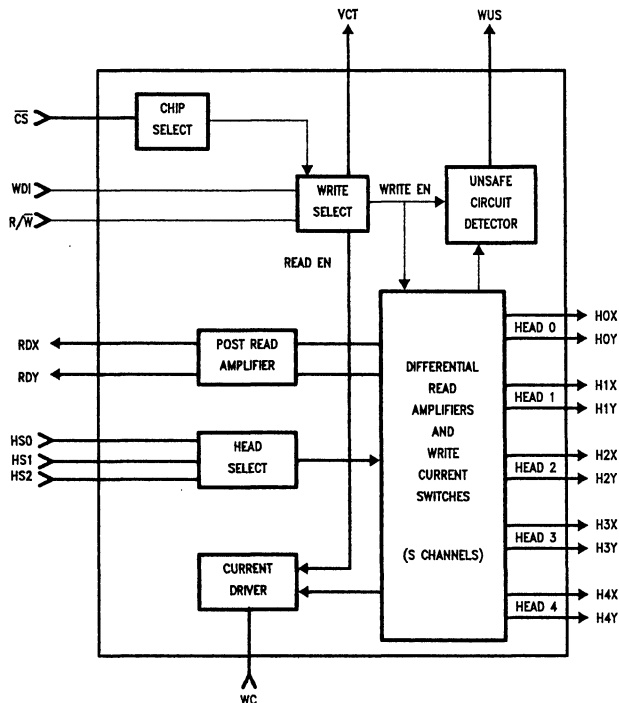 VCT
WUS
C̅S̅
CHIP
SELECT
WDI
R/W̅
WRITE
SELECT
WRITE EN
UNSAFE
CIRCUIT
DETECTOR
READ EN
RDX
RDY
POST READ
AMPLIFIER
HS0
HS1
HS2
HEAD
SELECT
DIFFERENTIAL
READ
AMPLIFIERS
AND
WRITE
CURRENT
SWITCHES
(S CHANNELS)
HEAD 0
H0X
H0Y
HEAD 1
H1X
H1Y
HEAD 2
H2X
H2Y
HEAD 3
H3X
H3Y
HEAD 4
H4X
H4Y
CURRENT
DRIVER
WC